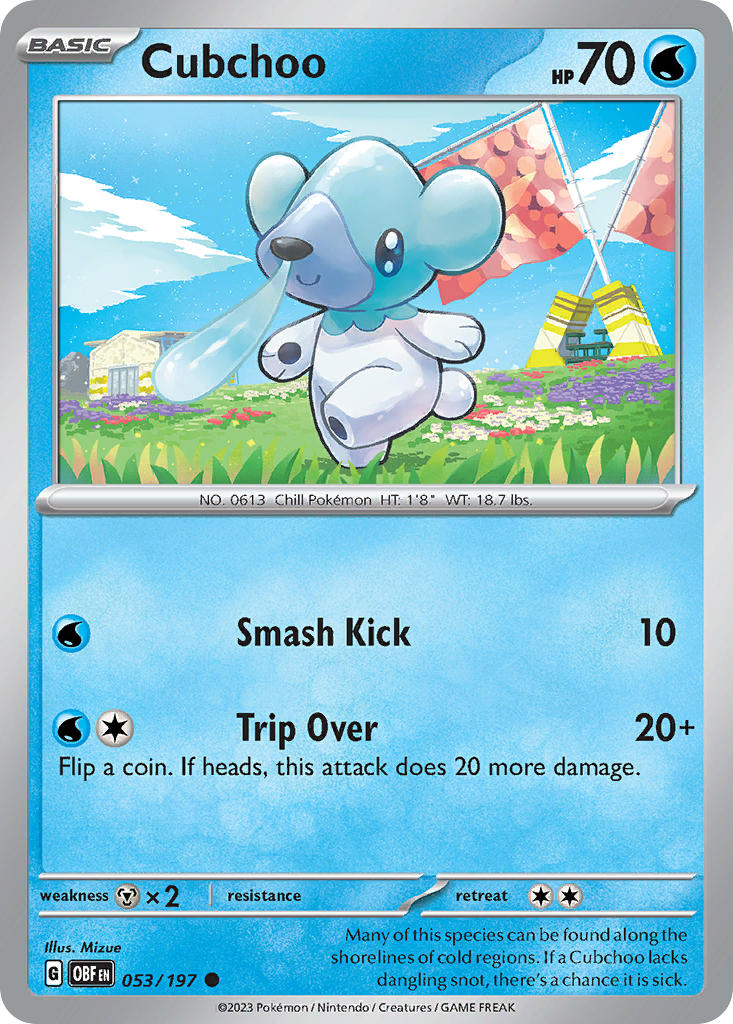 BASIC
Cubchoo
HP 70
NO. 0613 Chill Pokémon HT: 1'8" WT: 18.7 lbs.
Smash Kick 10
Trip Over 20+
Flip a coin. If heads, this attack does 20 more damage.
weakness ×2 resistance retreat
Illus. Mizue
Many of this species can be found along the
shorelines of cold regions. If a Cubchoo lacks
dangling snot, there's a chance it is sick.
G OBF EN 053/197
©2023 Pokémon / Nintendo / Creatures / GAME FREAK